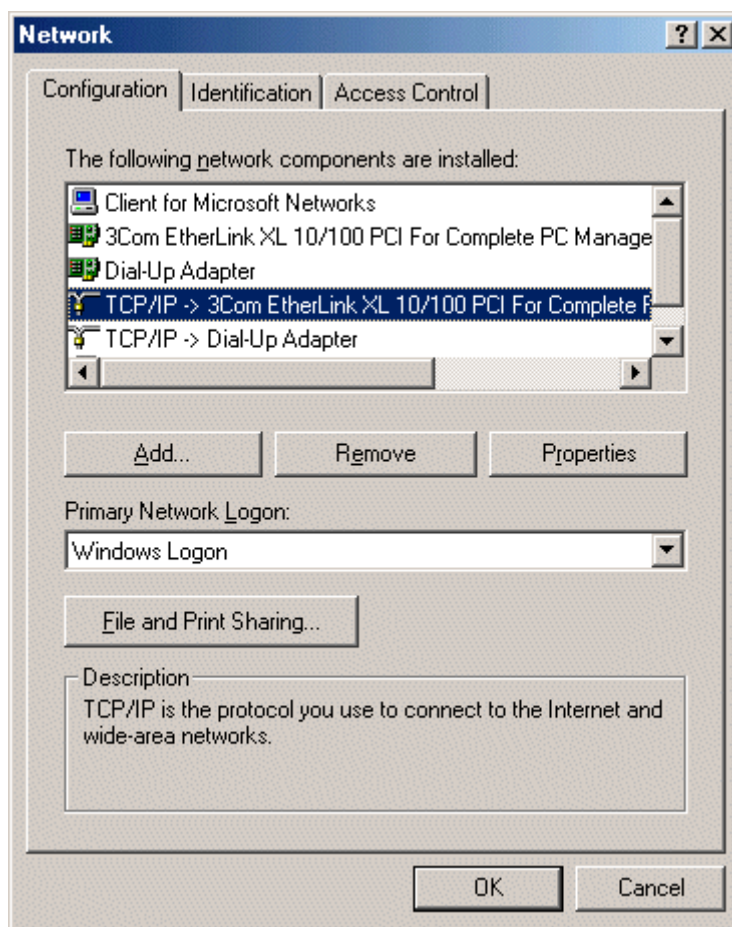 Network
Configuration Identification Access Control
The following network components are installed:
Client for Microsoft Networks
3Com EtherLink XL 10/100 PCI For Complete PC Manage
Dial-Up Adapter
TCP/IP -> 3Com EtherLink XL 10/100 PCI For Complete P
TCP/IP -> Dial-Up Adapter
Add... Remove Properties
Primary Network Logon:
Windows Logon
File and Print Sharing...
Description
TCP/IP is the protocol you use to connect to the Internet and
wide-area networks.
OK Cancel